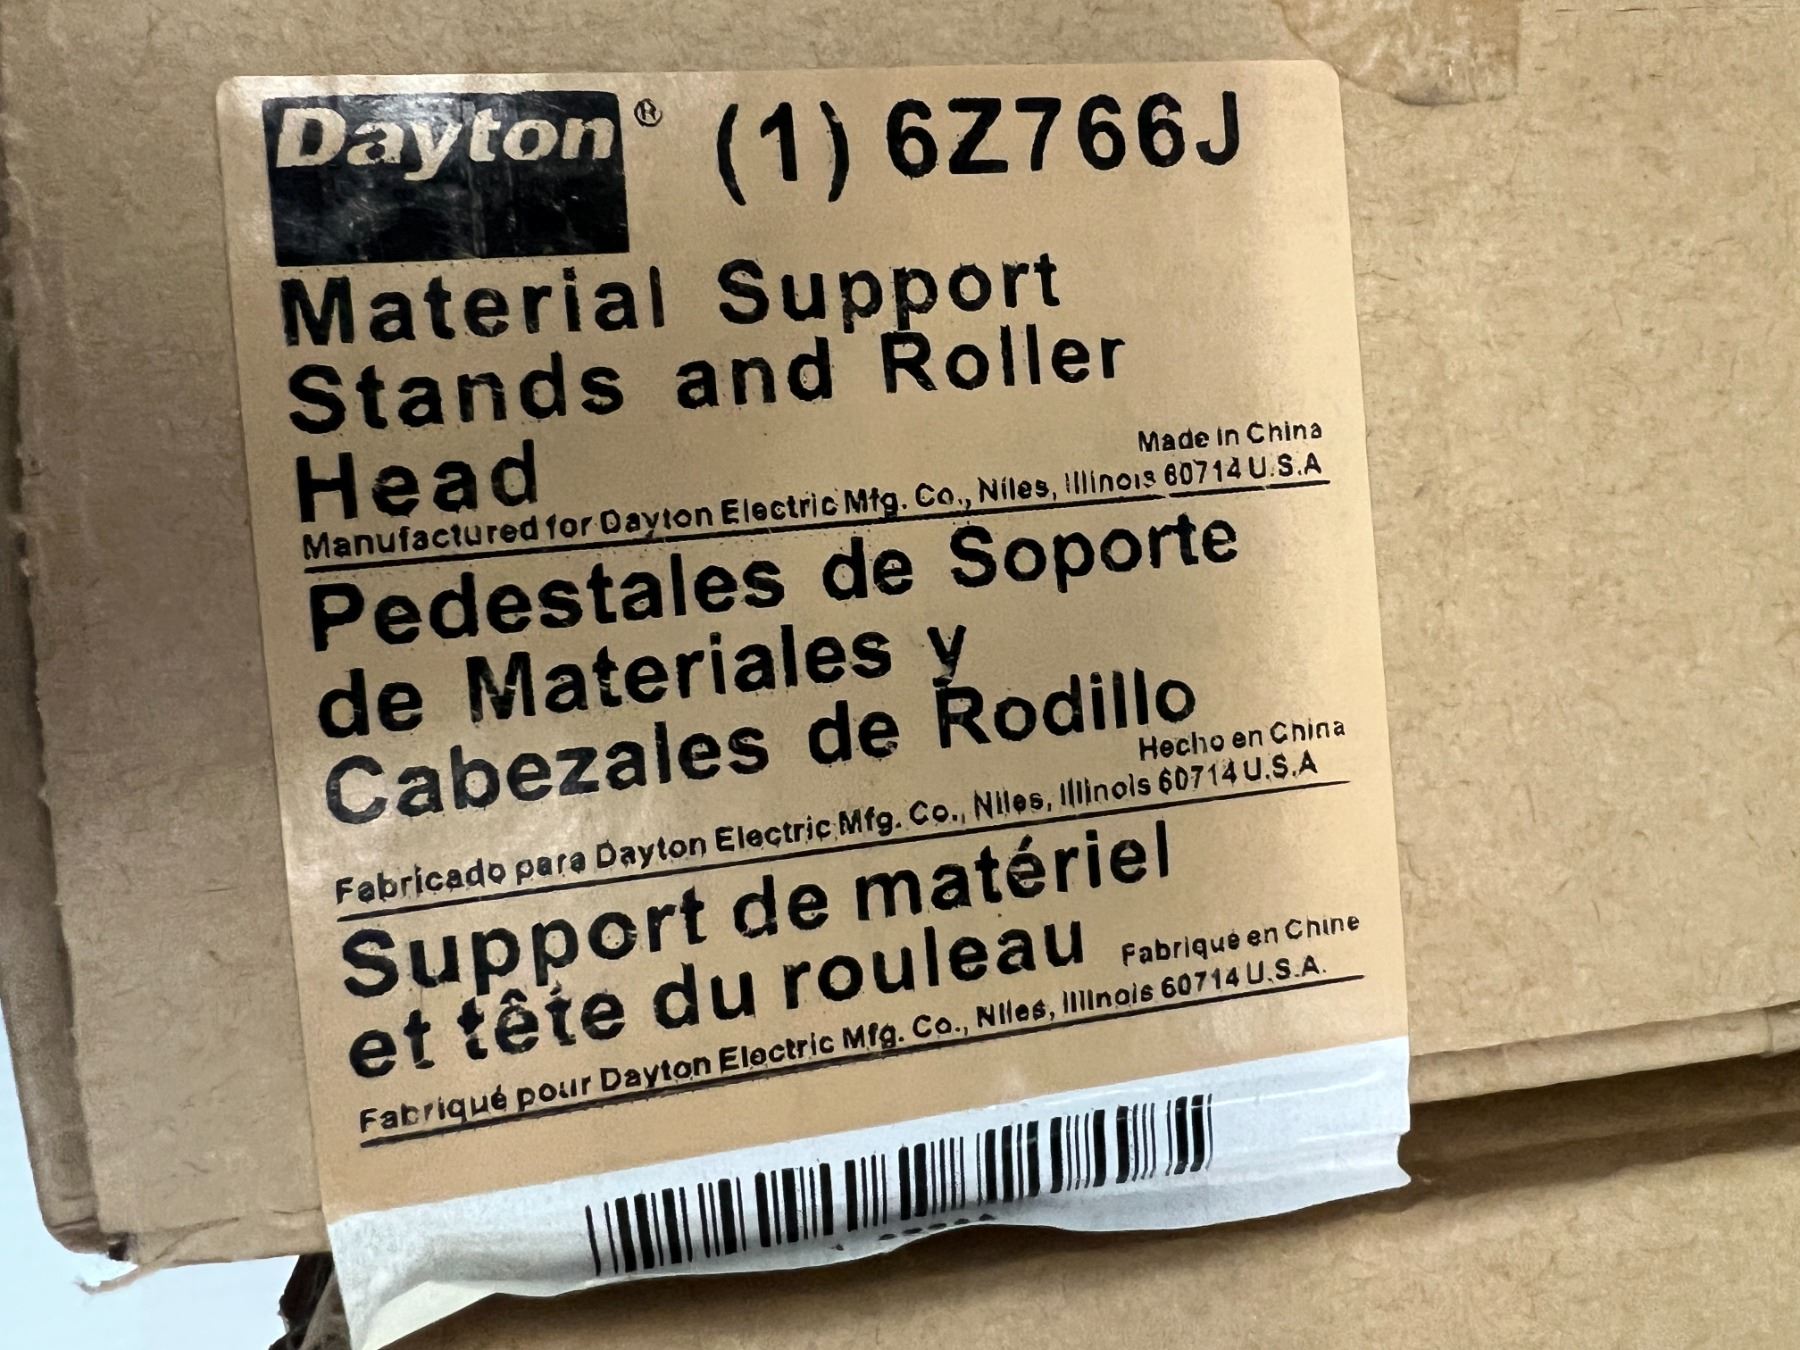 Dayton® (1) 6Z766J
Material Support
Stands and Roller
Head
Made in China
Manufactured for Dayton Electric Mfg. Co., Niles, Illinois 60714 U.S.A
Pedestales de Soporte
de Materiales y
Cabezales de Rodillo
Hecho en China
Fabricado para Dayton Electric Mfg. Co., Niles, Illinois 60714 U.S.A
Support de matériel
et tête du rouleau
Fabriqué en Chine
Fabriqué pour Dayton Electric Mfg. Co., Niles, Illinois 60714 U.S.A.